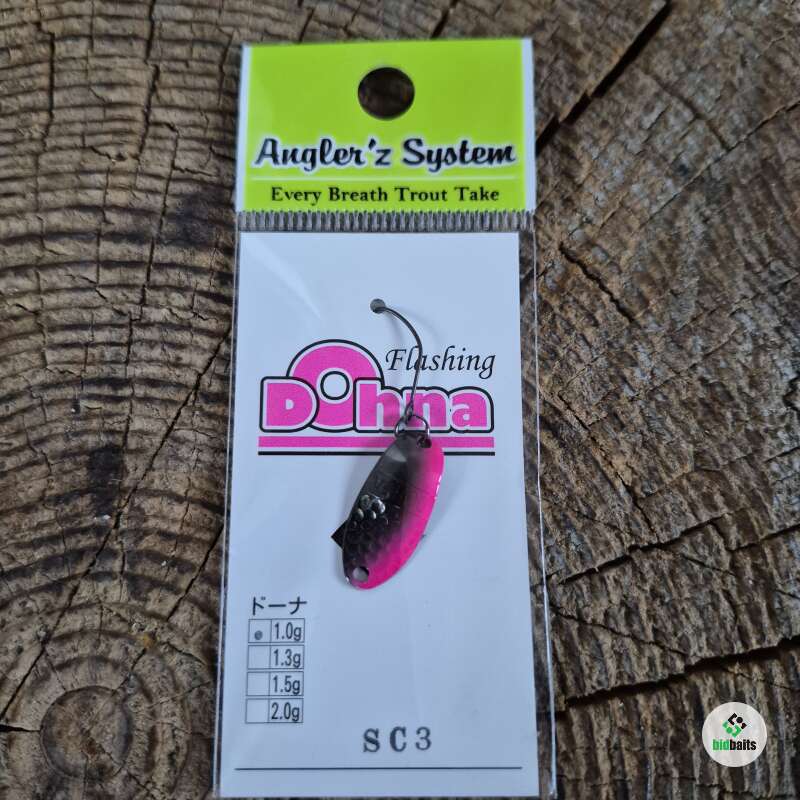 Angler'z System
Every Breath Trout Take
Flashing
Dohna
ドーナ
1.0g
1.3g
1.5g
2.0g
SC3
bidbaits